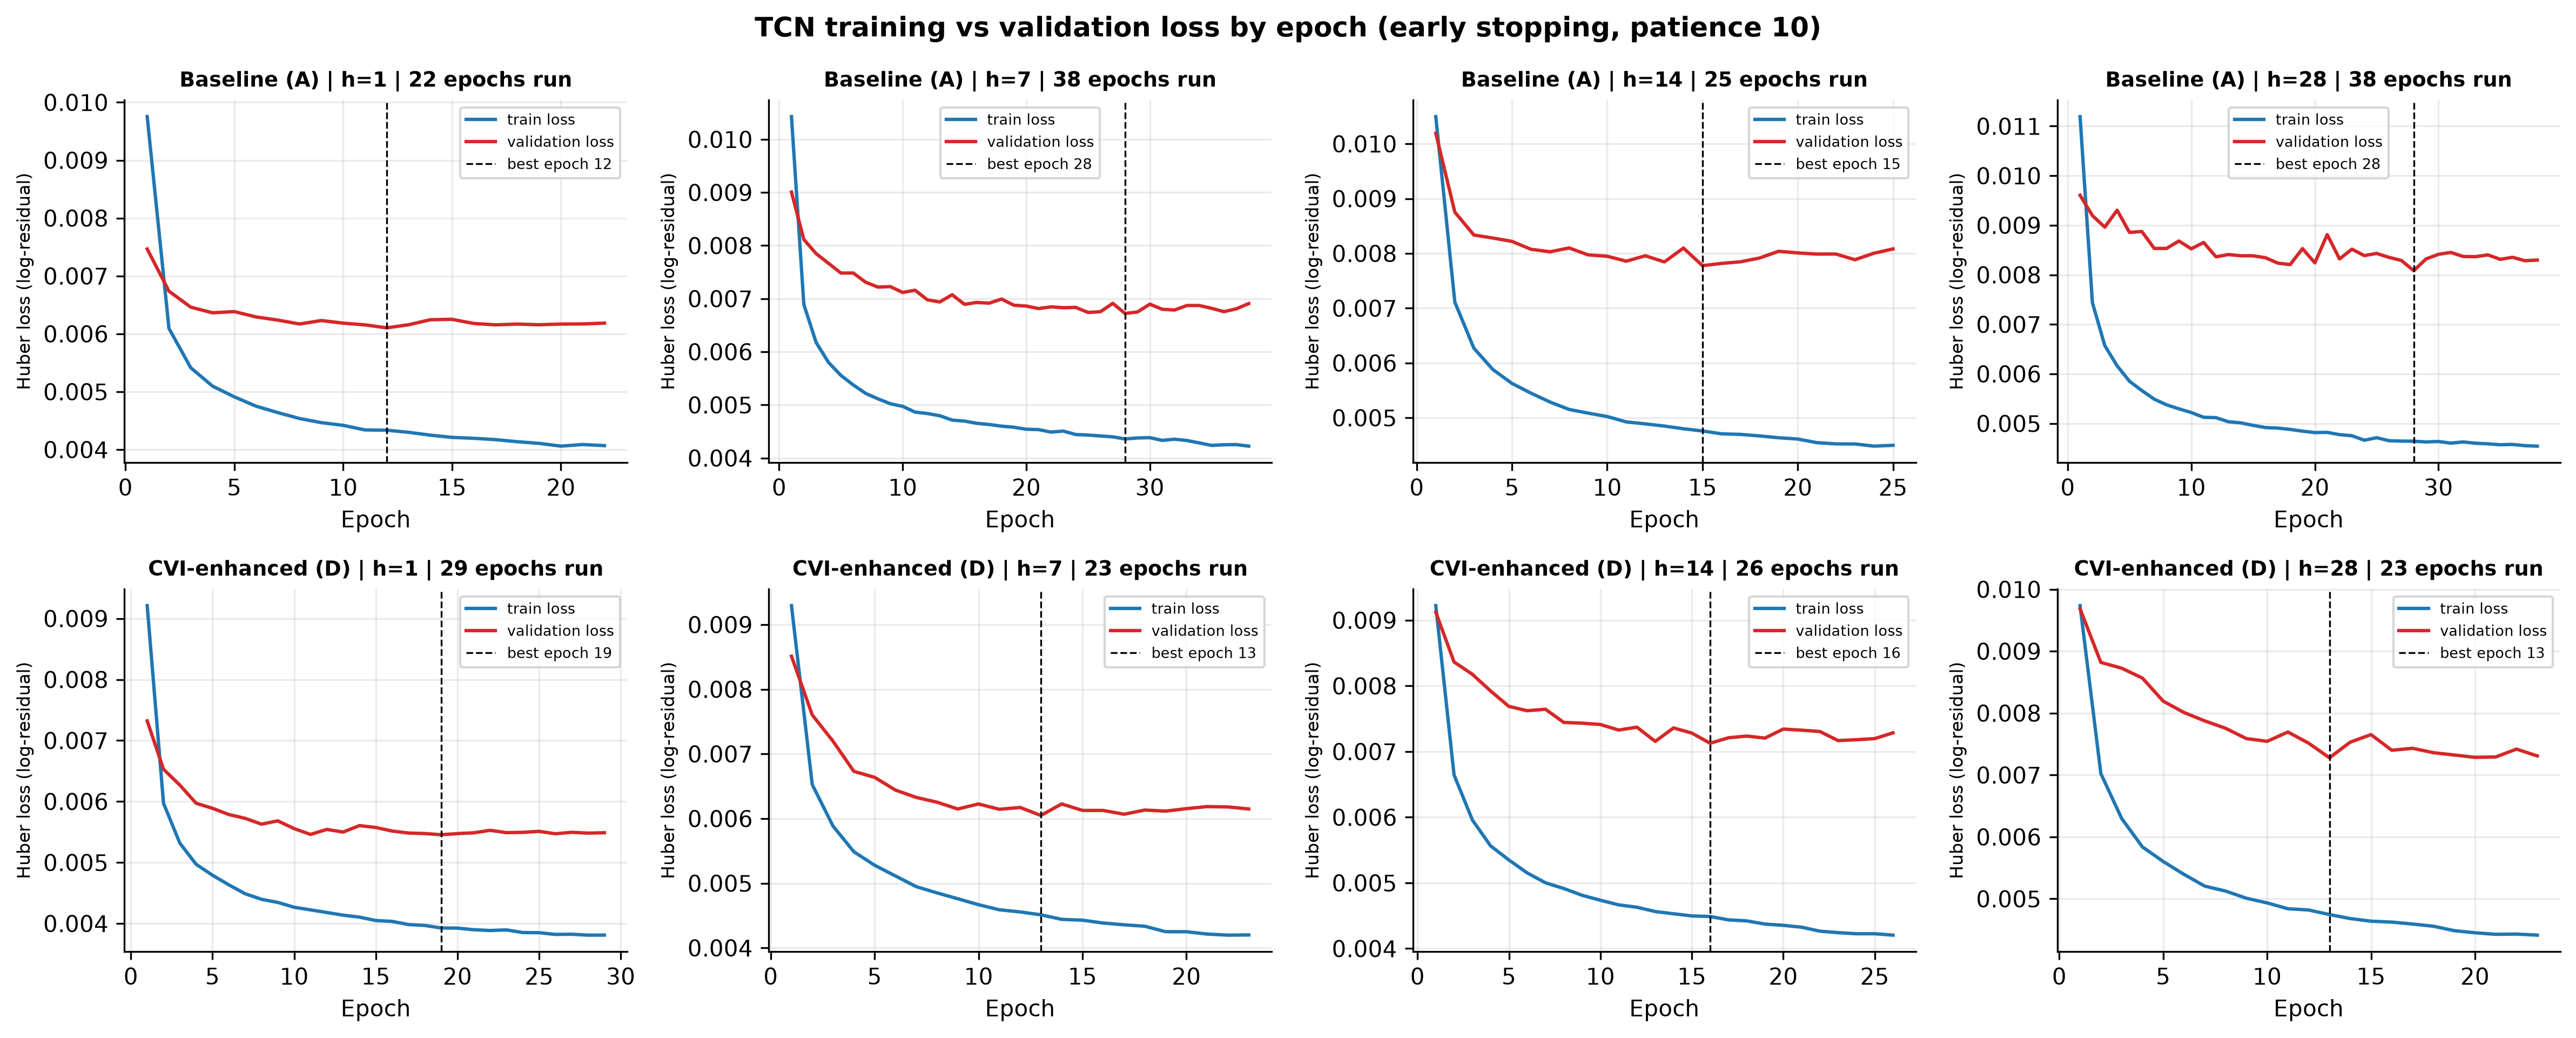 TCN training vs validation loss by epoch (early stopping, patience 10)
Baseline (A) | h=1 | 22 epochs run
Huber loss (log-residual)
0.010
0.009
0.008
0.007
0.006
0.005
0.004
train loss
validation loss
best epoch 12
0 5 10 15 20
Epoch
Baseline (A) | h=7 | 38 epochs run
Huber loss (log-residual)
0.010
0.009
0.008
0.007
0.006
0.005
0.004
train loss
validation loss
best epoch 28
0 10 20 30
Epoch
Baseline (A) | h=14 | 25 epochs run
Huber loss (log-residual)
0.010
0.009
0.008
0.007
0.006
0.005
train loss
validation loss
best epoch 15
0 5 10 15 20 25
Epoch
Baseline (A) | h=28 | 38 epochs run
Huber loss (log-residual)
0.011
0.010
0.009
0.008
0.007
0.006
0.005
train loss
validation loss
best epoch 28
0 10 20 30
Epoch
CVI-enhanced (D) | h=1 | 29 epochs run
Huber loss (log-residual)
0.009
0.008
0.007
0.006
0.005
0.004
train loss
validation loss
best epoch 19
0 5 10 15 20 25 30
Epoch
CVI-enhanced (D) | h=7 | 23 epochs run
Huber loss (log-residual)
0.009
0.008
0.007
0.006
0.005
0.004
train loss
validation loss
best epoch 13
0 5 10 15 20
Epoch
CVI-enhanced (D) | h=14 | 26 epochs run
Huber loss (log-residual)
0.009
0.008
0.007
0.006
0.005
0.004
train loss
validation loss
best epoch 16
0 5 10 15 20 25
Epoch
CVI-enhanced (D) | h=28 | 23 epochs run
Huber loss (log-residual)
0.010
0.009
0.008
0.007
0.006
0.005
train loss
validation loss
best epoch 13
0 5 10 15 20
Epoch